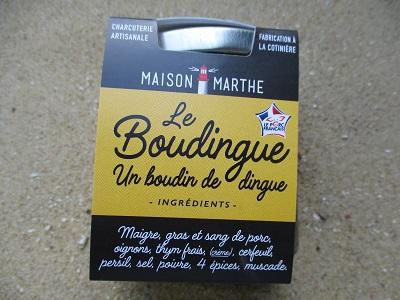 CHARCUTERIE
ARTISANALE
FABRICATION À
LA COTINIÈRE
MAISON MARTHE
Le
Boudingue
LE PORC
FRANÇAIS
Un boudin de dingue
- INGRÉDIENTS -
Maigre, gras et sang de porc,
oignons, thym frais, (crème), cerfeuil,
persil, sel, poivre, 4 épices, muscade.